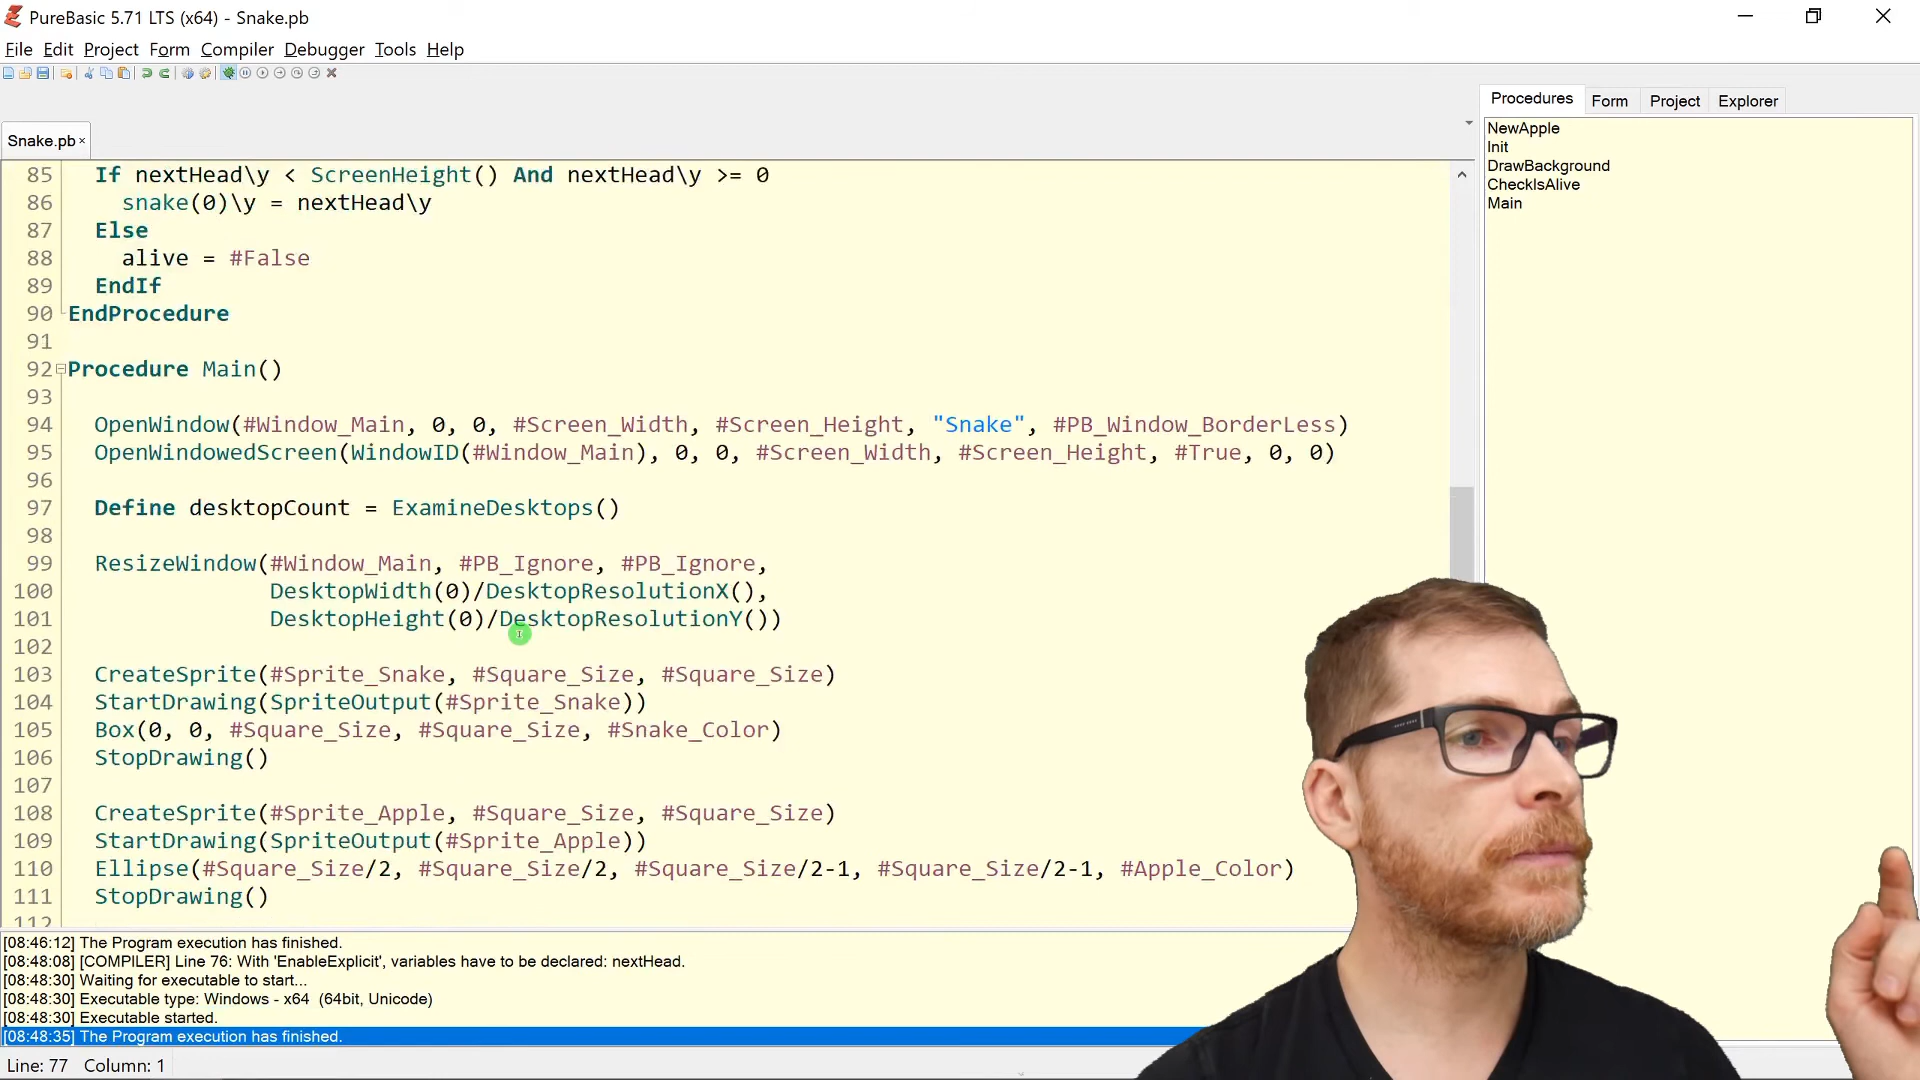 PureBasic 5.71 LTS (x64) - Snake.pb
File Edit Project Form Compiler Debugger Tools Help
Snake.pb
Procedures Form Project Explorer
NewApple
Init
DrawBackground
CheckIsAlive
Main
85 If nextHead\y < ScreenHeight() And nextHead\y >= 0
86 snake(0)\y = nextHead\y
87 Else
88 alive = #False
89 EndIf
90 EndProcedure
91
92 Procedure Main()
93
94 OpenWindow(#Window_Main, 0, 0, #Screen_Width, #Screen_Height, "Snake", #PB_Window_BorderLess)
95 OpenWindowedScreen(WindowID(#Window_Main), 0, 0, #Screen_Width, #Screen_Height, #True, 0, 0)
96
97 Define desktopCount = ExamineDesktops()
98
99 ResizeWindow(#Window_Main, #PB_Ignore, #PB_Ignore,
100 DesktopWidth(0)/DesktopResolutionX(),
101 DesktopHeight(0)/DesktopResolutionY())
102
103 CreateSprite(#Sprite_Snake, #Square_Size, #Square_Size)
104 StartDrawing(SpriteOutput(#Sprite_Snake))
105 Box(0, 0, #Square_Size, #Square_Size, #Snake_Color)
106 StopDrawing()
107
108 CreateSprite(#Sprite_Apple, #Square_Size, #Square_Size)
109 StartDrawing(SpriteOutput(#Sprite_Apple))
110 Ellipse(#Square_Size/2, #Square_Size/2, #Square_Size/2-1, #Square_Size/2-1, #Apple_Color)
111 StopDrawing()
112
[08:46:12] The Program execution has finished.
[08:48:08] [COMPILER] Line 76: With 'EnableExplicit', variables have to be declared: nextHead.
[08:48:30] Waiting for executable to start...
[08:48:30] Executable type: Windows - x64 (64bit, Unicode)
[08:48:30] Executable started.
[08:48:35] The Program execution has finished.
Line: 77 Column: 1